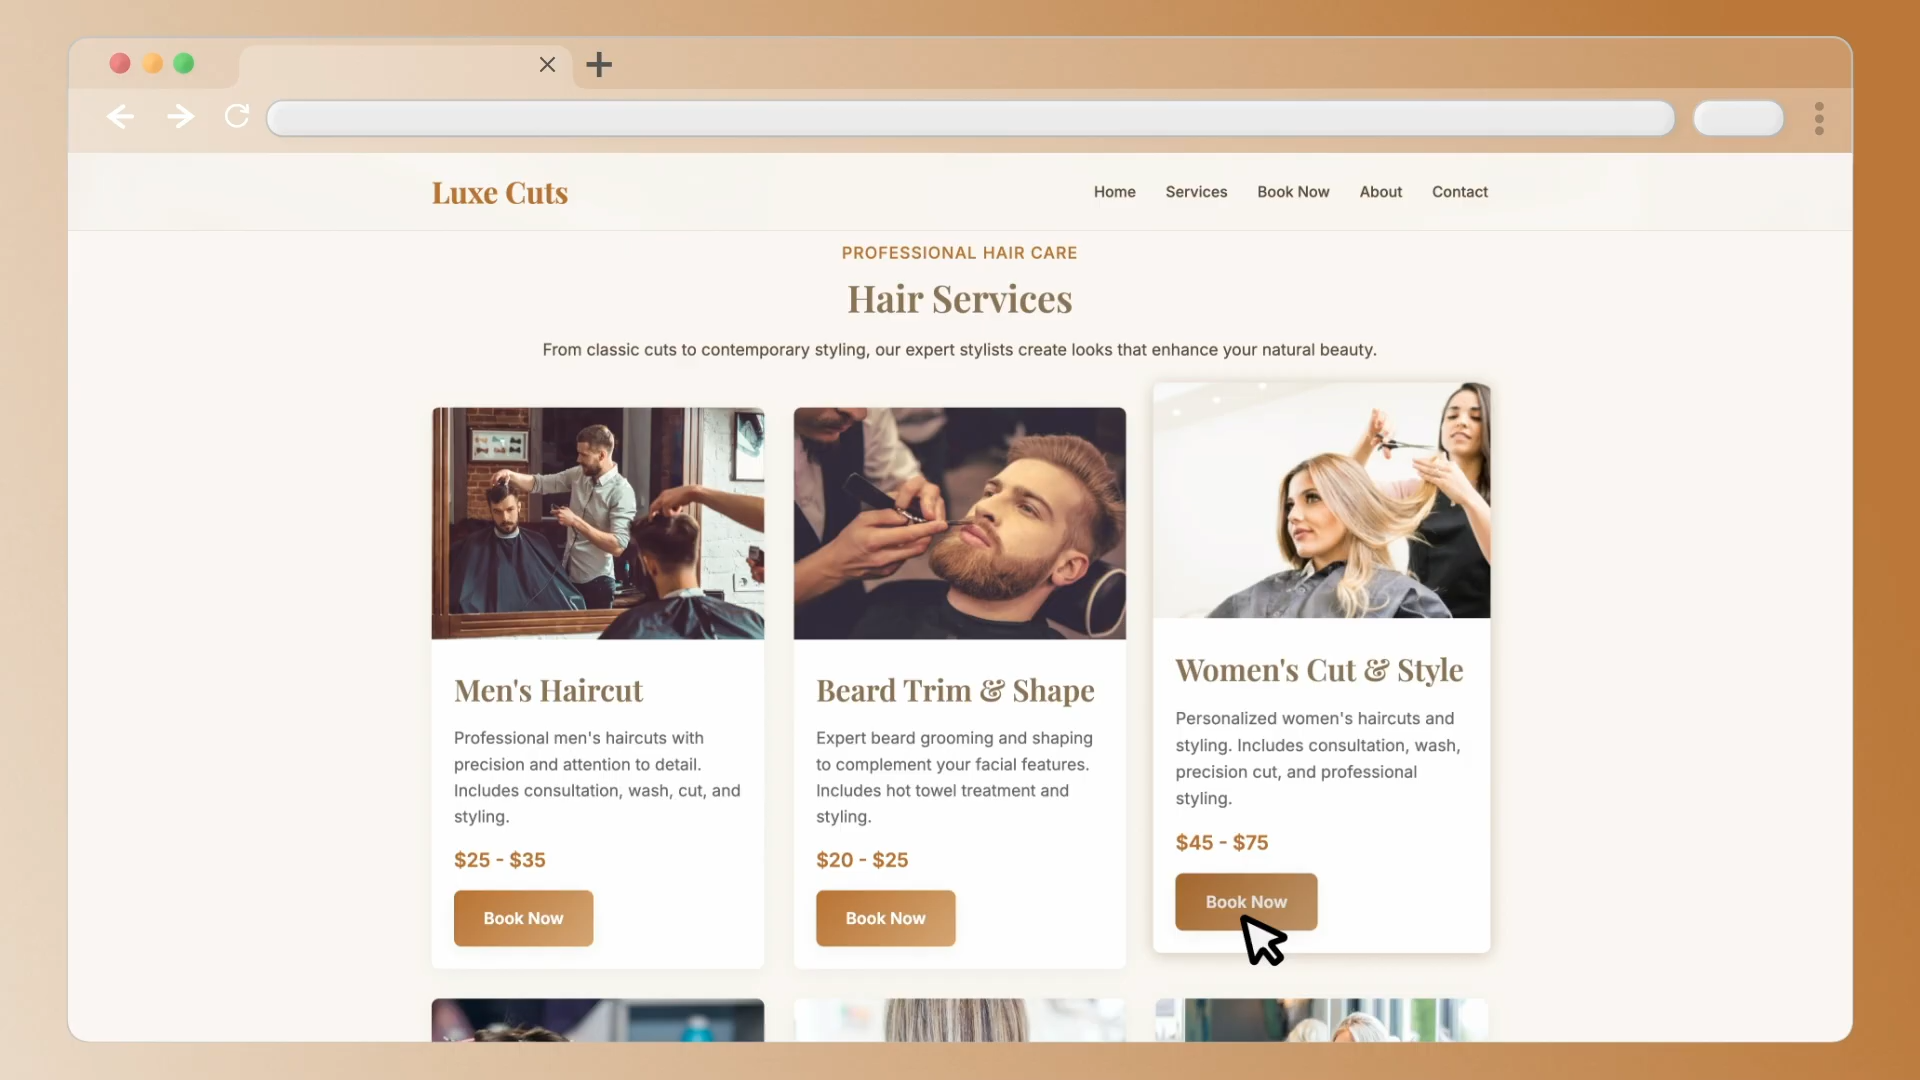 Luxe Cuts
Home Services Book Now About Contact
PROFESSIONAL HAIR CARE
Hair Services
From classic cuts to contemporary styling, our expert stylists create looks that enhance your natural beauty.
Men's Haircut
Professional men's haircuts with
precision and attention to detail.
Includes consultation, wash, cut, and
styling.
$25 - $35
Book Now
Beard Trim & Shape
Expert beard grooming and shaping
to complement your facial features.
Includes hot towel treatment and
styling.
$20 - $25
Book Now
Women's Cut & Style
Personalized women's haircuts and
styling. Includes consultation, wash,
precision cut, and professional
styling.
$45 - $75
Book Now